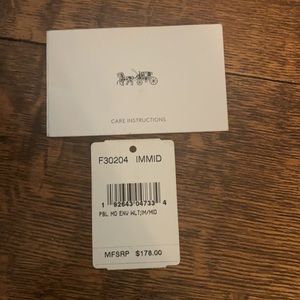 CARE INSTRUCTIONS
F30204 IMMID
1 92643 04733 4
PBL MD ENV WLT;IM/MID
MFSRP $178.00